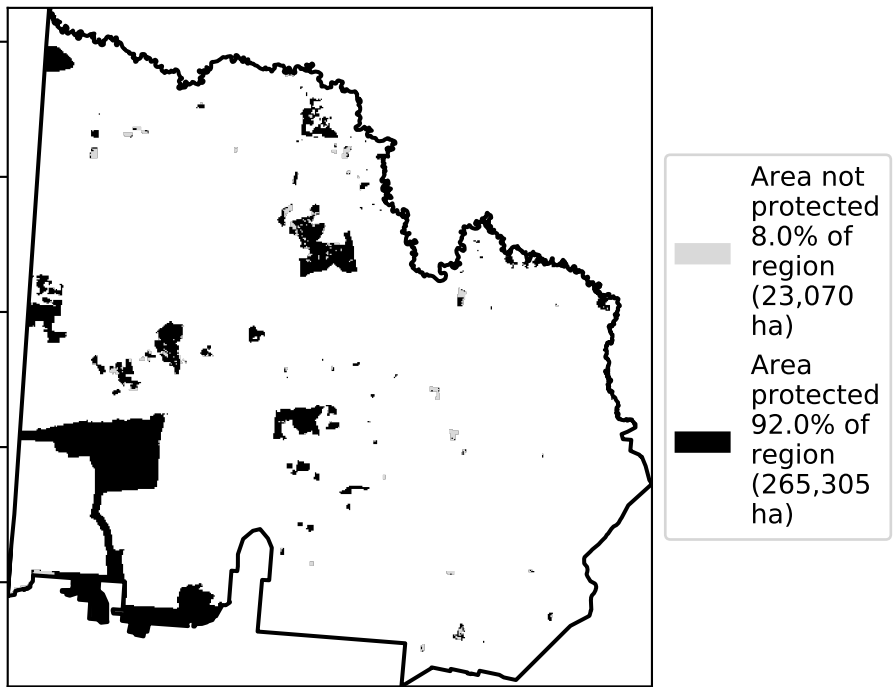 Area not
protected
8.0% of
region
(23,070
ha)
Area
protected
92.0% of
region
(265,305
ha)